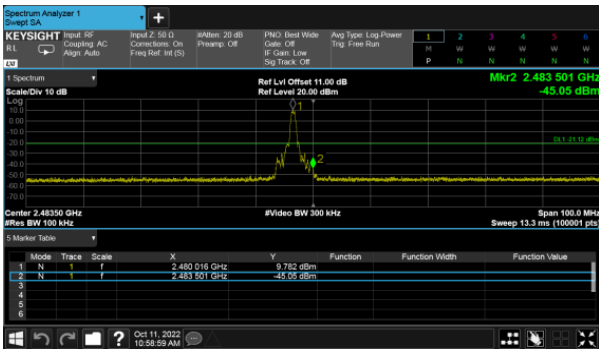 Spectrum Analyzer 1
Swept SA
KEYSIGHT Input: RF Input Z: 50 Ω #Atten: 20 dB PNO: Best Wide Avg Type: Log-Power 1 2 3 4 5 6
RL Coupling: AC Corrections: On Preamp: Off Gate: Off Trig: Free Run M W W W W W
Align: Auto Freq Ref: Int (S) IF Gain: Low P N N N N N
Sig Track: Off
LXI
1 Spectrum Ref Lvl Offset 11.00 dB Mkr2 2.483 501 GHz
Scale/Div 10 dB Ref Level 20.00 dBm -45.05 dBm
Log
10.0
0.00
-10.0
-20.0
-30.0
-40.0
-50.0
-60.0
-70.0
1
2
DL1 -21.12 dBm
Center 2.48350 GHz #Video BW 300 kHz Span 100.0 MHz
#Res BW 100 kHz Sweep 13.3 ms (100001 pts)
5 Marker Table
Mode Trace Scale X Y Function Function Width Function Value
1 N 1 f 2.480 016 GHz 9.782 dBm
2 N 1 f 2.483 501 GHz -45.05 dBm
3
4
5
6
? Oct 11, 2022
10:58:59 AM